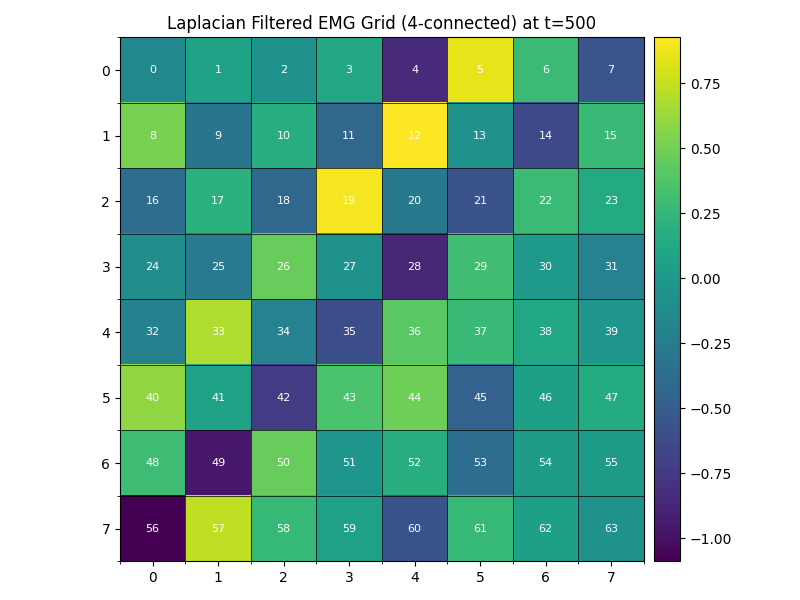 Laplacian Filtered EMG Grid (4-connected) at t=500
0 0 1 2 3 4 5 6 7 0.75
1 8 9 10 11 12 13 14 15 0.50
2 16 17 18 19 20 21 22 23 0.25
3 24 25 26 27 28 29 30 31 0.00
4 32 33 34 35 36 37 38 39 −0.25
5 40 41 42 43 44 45 46 47 −0.50
6 48 49 50 51 52 53 54 55 −0.75
7 56 57 58 59 60 61 62 63 −1.00
0 1 2 3 4 5 6 7